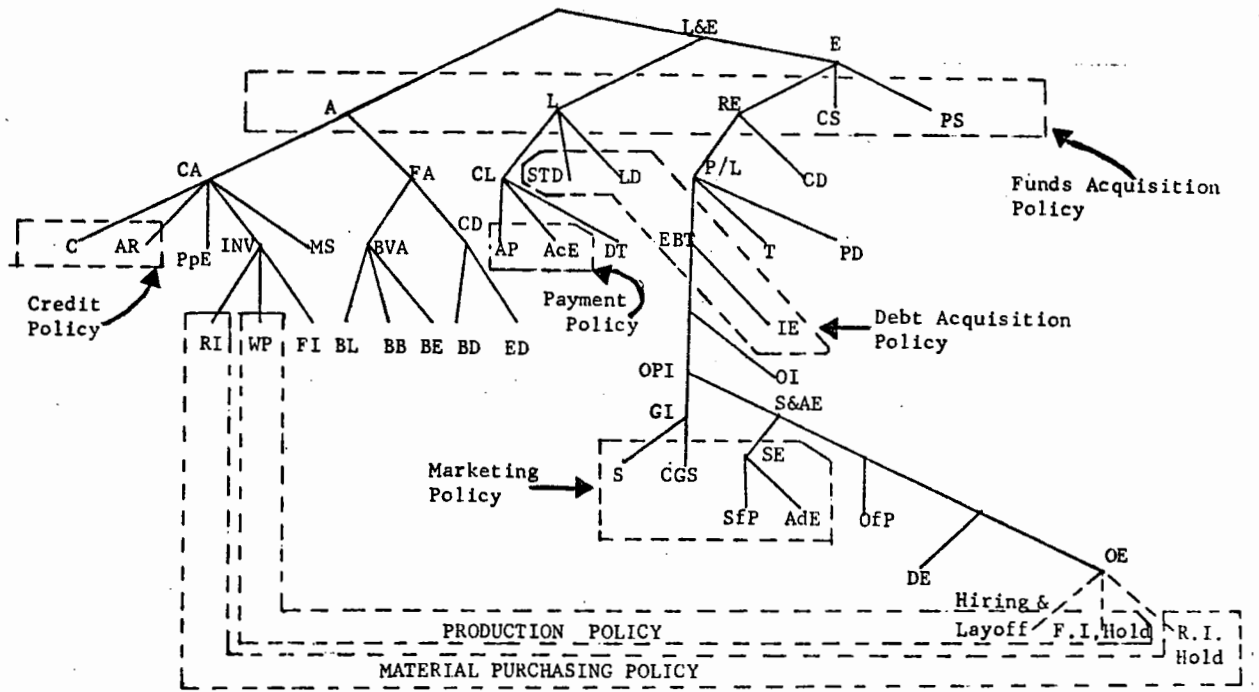 L&E
E
A
L
RE
CS
PS
CA
FA
CL
STD
LD
P/L
CD
Funds Acquisition
Policy
C
AR
PpE
INV
MS
BVA
CD
AP
AcE
DT
EBT
T
PD
Credit
Policy
Payment
Policy
RI
WP
FI
BL
BB
BE
BD
ED
IE
Debt Acquisition
Policy
OPI
OI
GI
S&AE
Marketing
Policy
S
CGS
SE
SfP
AdE
OfP
DE
OE
Hiring &
Layoff
F.I. Hold
R.I.
Hold
PRODUCTION POLICY
MATERIAL PURCHASING POLICY